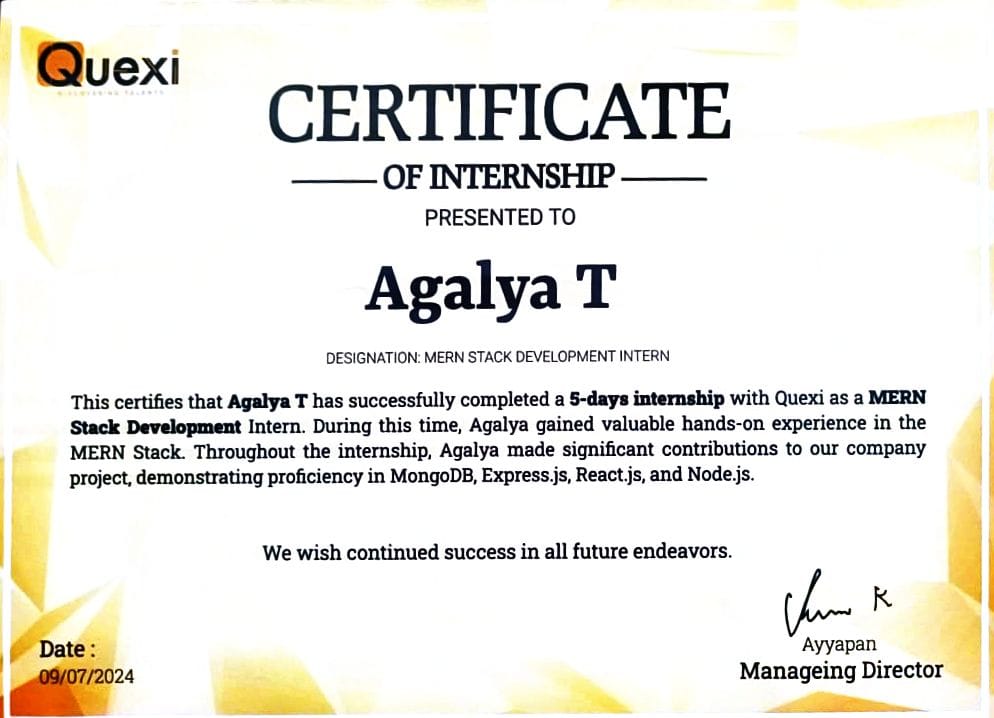 Quexi
DISCOVERING TALENTS
CERTIFICATE
OF INTERNSHIP
PRESENTED TO
Agalya T
DESIGNATION: MERN STACK DEVELOPMENT INTERN
This certifies that Agalya T has successfully completed a 5-days internship with Quexi as a MERN
Stack Development Intern. During this time, Agalya gained valuable hands-on experience in the
MERN Stack. Throughout the internship, Agalya made significant contributions to our company
project, demonstrating proficiency in MongoDB, Express.js, React.js, and Node.js.
We wish continued success in all future endeavors.
Ayyapan
Manageing Director
Date :
09/07/2024